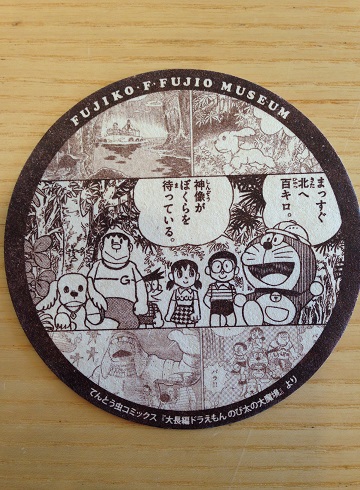 FUJIKO・F・FUJIO MUSEUM
まっすぐ
北へ
百キロ。
神像が
ぼくらを
待っている。
てんとう虫コミックス『大長編ドラえもん のび太の大魔境』より